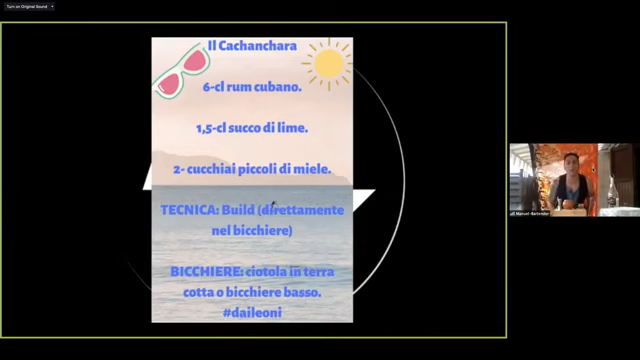 Turn on Original Sound
Il Cachanchara
6-cl rum cubano.
1,5-cl succo di lime.
2- cucchiai piccoli di miele.
TECNICA: Build (direttamente
nel bicchiere)
BICCHIERE: ciotola in terra
cotta o bicchiere basso.
#daileoni
Manuel-Bartender